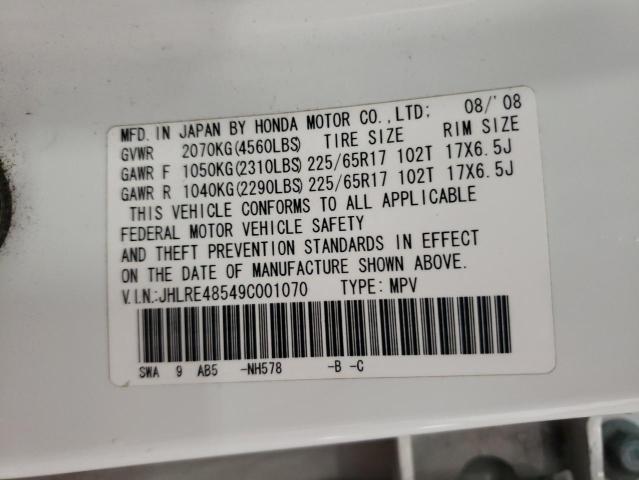 MFD. IN JAPAN BY HONDA MOTOR CO.,LTD; 08/'08
GVWR 2070KG(4560LBS) TIRE SIZE RIM SIZE
GAWR F 1050KG(2310LBS) 225/65R17 102T 17X6.5J
GAWR R 1040KG(2290LBS) 225/65R17 102T 17X6.5J
THIS VEHICLE CONFORMS TO ALL APPLICABLE
FEDERAL MOTOR VEHICLE SAFETY
AND THEFT PREVENTION STANDARDS IN EFFECT
ON THE DATE OF MANUFACTURE SHOWN ABOVE.
V.I.N.:JHLRE48549C001070 TYPE: MPV
SWA 9 AB5 -NH578 -B -C